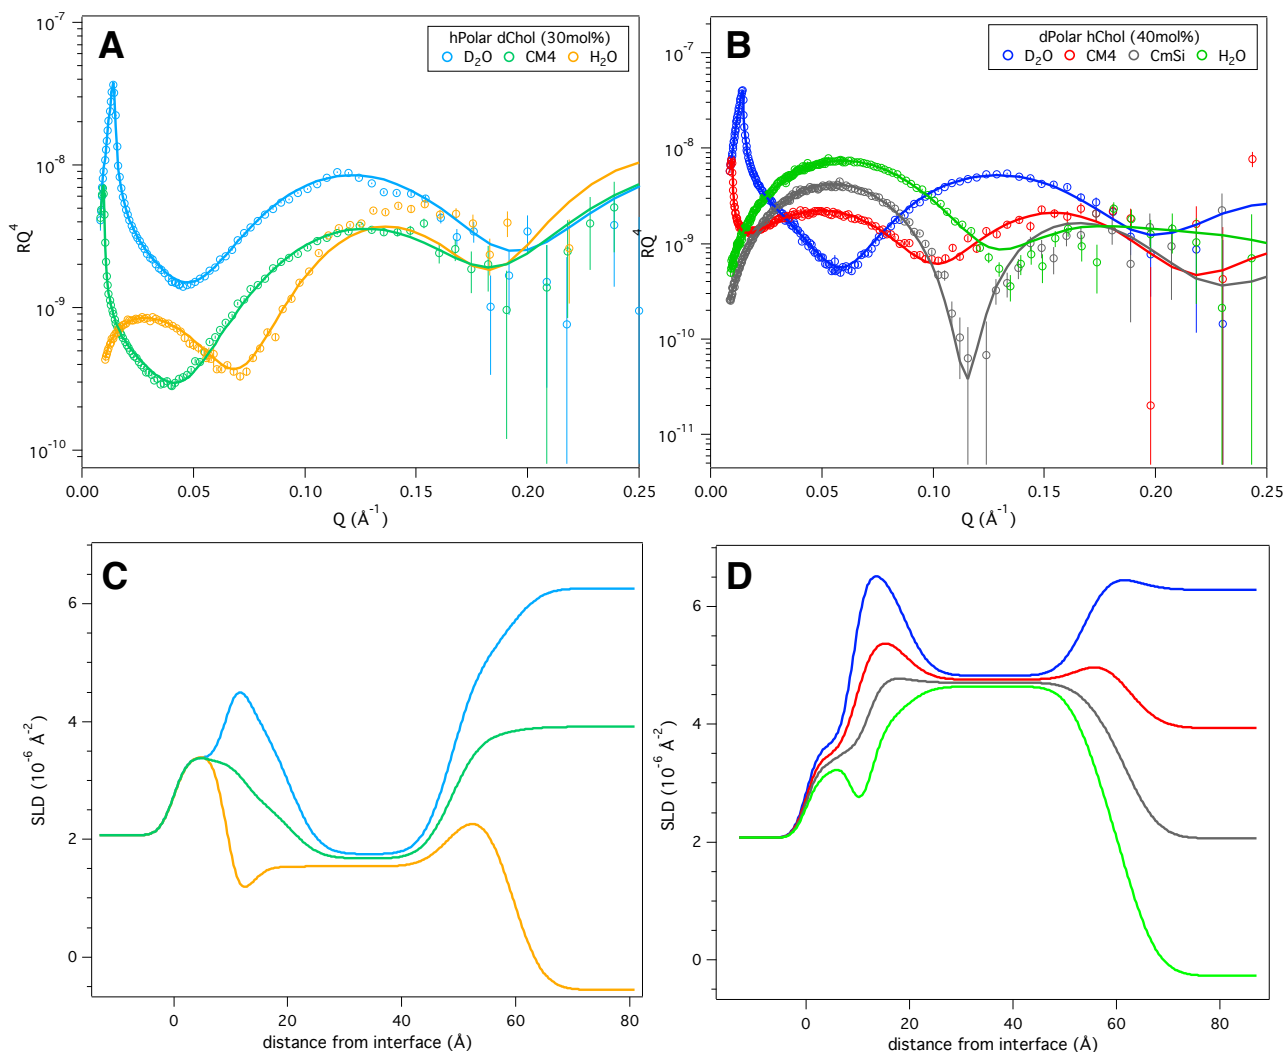 A
hPolar dChol (30mol%)
D₂O CM4 H₂O
10⁻⁷
10⁻⁸
10⁻⁹
10⁻¹⁰
RQ⁴
0.00 0.05 0.10 0.15 0.20 0.25
Q (Å⁻¹)
B
dPolar hChol (40mol%)
D₂O CM4 CmSi H₂O
10⁻⁷
10⁻⁸
10⁻⁹
10⁻¹⁰
10⁻¹¹
RQ⁴
0.00 0.05 0.10 0.15 0.20 0.25
Q (Å⁻¹)
C
6
4
2
0
SLD (10⁻⁶ Å⁻²)
0 20 40 60 80
distance from interface (Å)
D
6
4
2
0
SLD (10⁻⁶ Å⁻²)
0 20 40 60 80
distance from interface (Å)